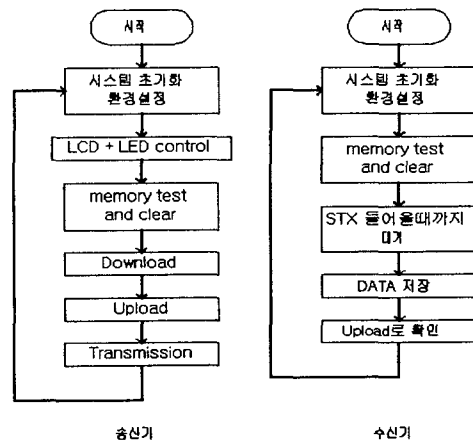 시작
시스템 초기화
환경설정
LCD + LED control
memory test
and clear
Download
Upload
Transmission
송신기
시작
시스템 초기화
환경설정
memory test
and clear
STX 들어올때까지
대기
DATA 저장
Upload로 확인
수신기